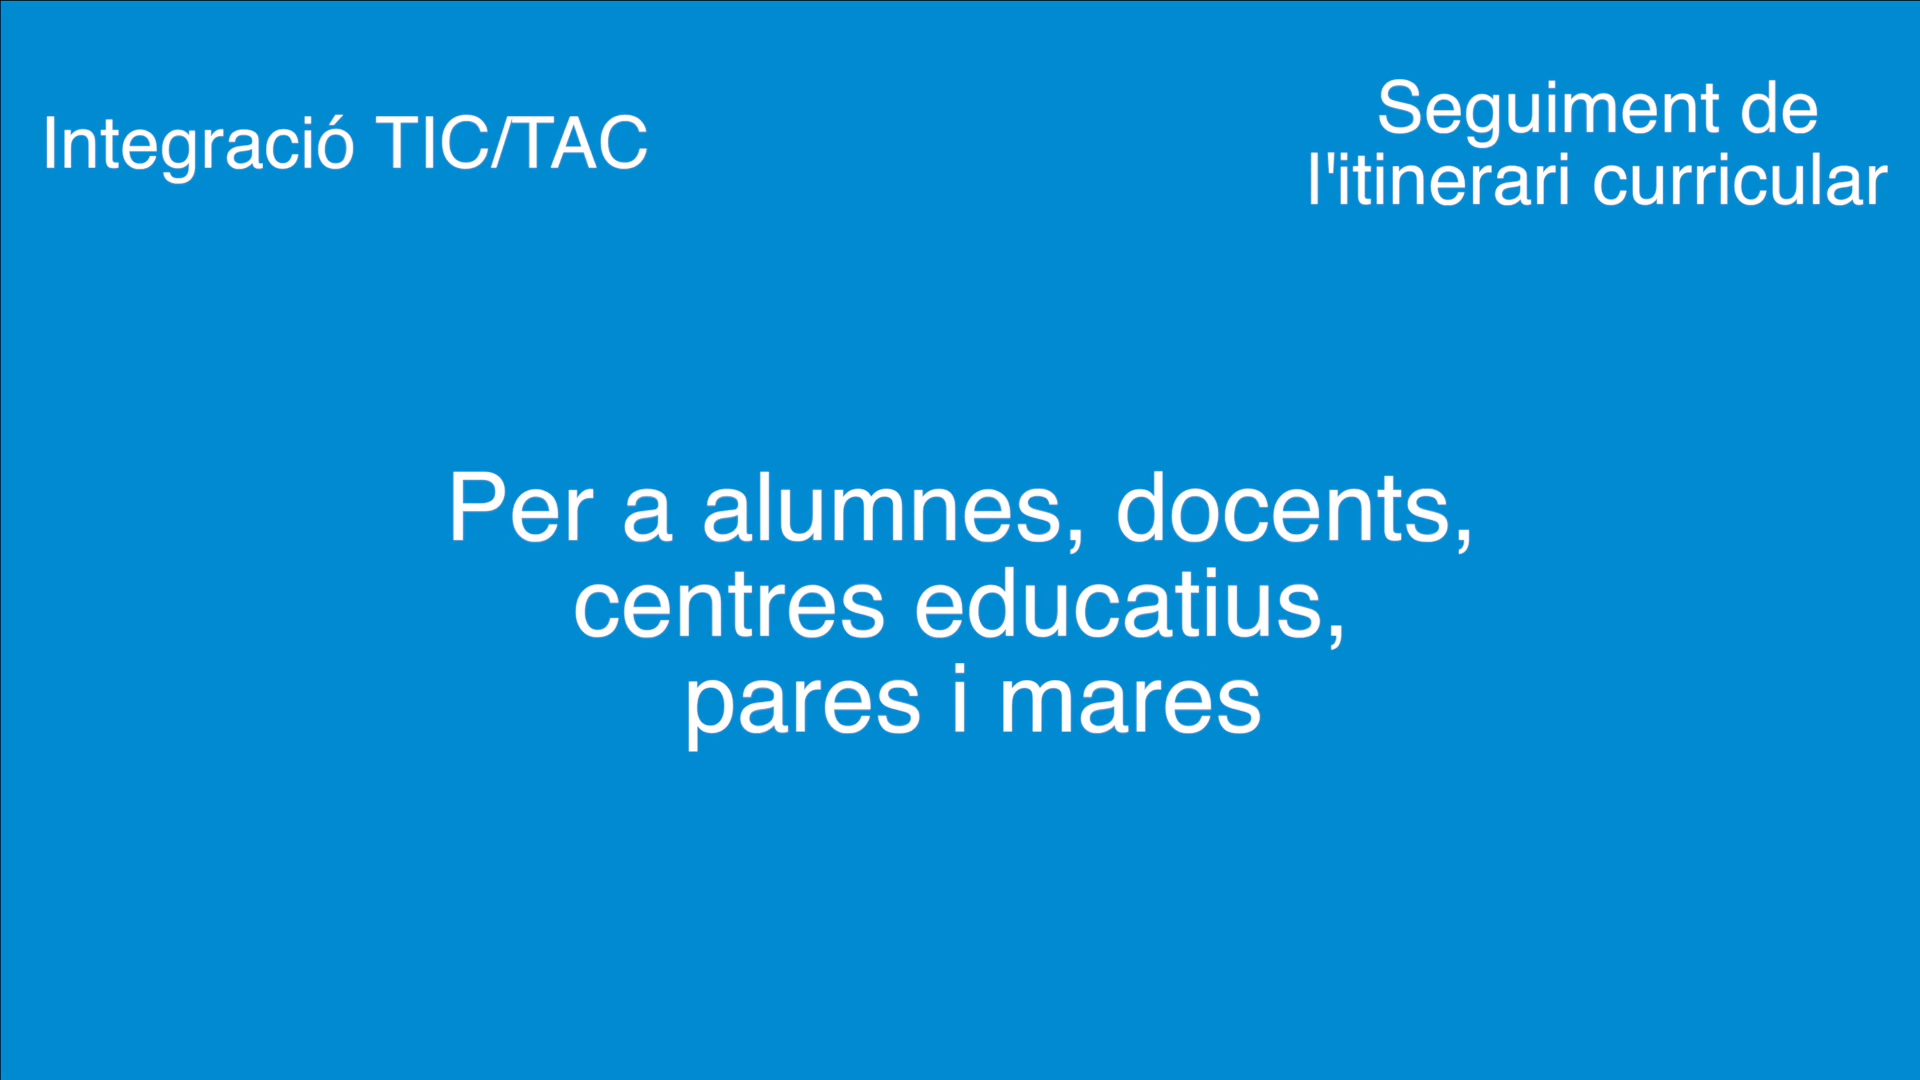 Integració TIC/TAC
Seguiment de
l'itinerari curricular
Per a alumnes, docents,
centres educatius,
pares i mares